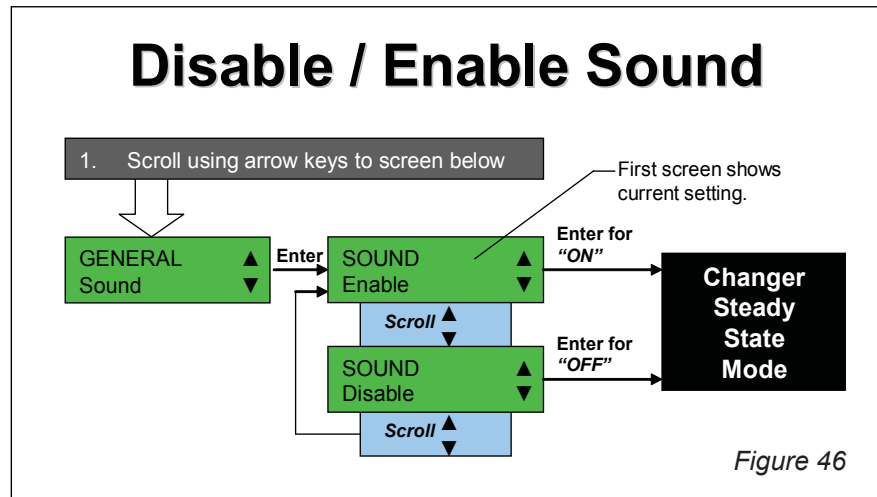 Disable / Enable Sound
1. Scroll using arrow keys to screen below
First screen shows
current setting.
GENERAL ▲
Sound ▼
Enter
SOUND ▲
Enable ▼
Enter for
“ON”
Changer
Steady
State
Mode
Scroll ▲
▼
SOUND ▲
Disable ▼
Enter for
“OFF”
Scroll ▲
▼
Figure 46